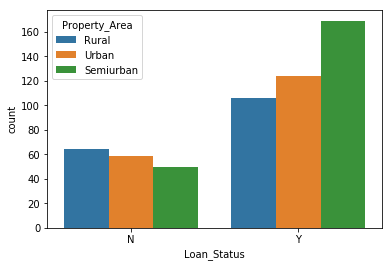 Property_Area
Rural
Urban
Semiurban
160
140
120
100
80
60
40
20
0
count
N
Y
Loan_Status